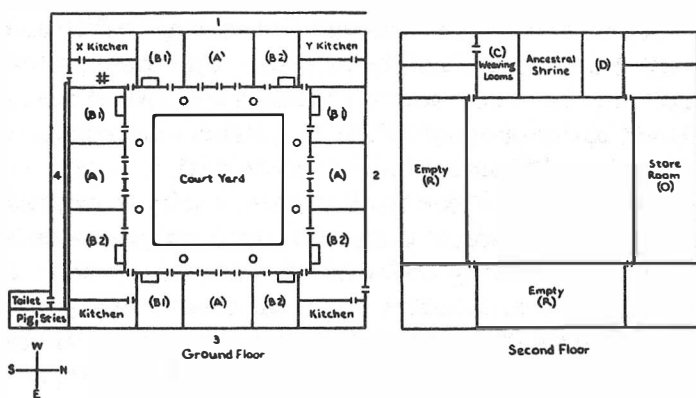 1
X Kitchen
(B1)
(A')
(B2)
Y Kitchen
#
(B1)
(B1)
4
(A)
Court Yard
(A)
2
(B2)
(B2)
Toilet
Pig Sties
Kitchen
(B1)
(A)
(B2)
Kitchen
3
Ground Floor
W
S
N
E
(C)
Weaving
Looms
Ancestral
Shrine
(D)
Empty
(R)
Store
Room
(O)
Empty
(R)
Second Floor